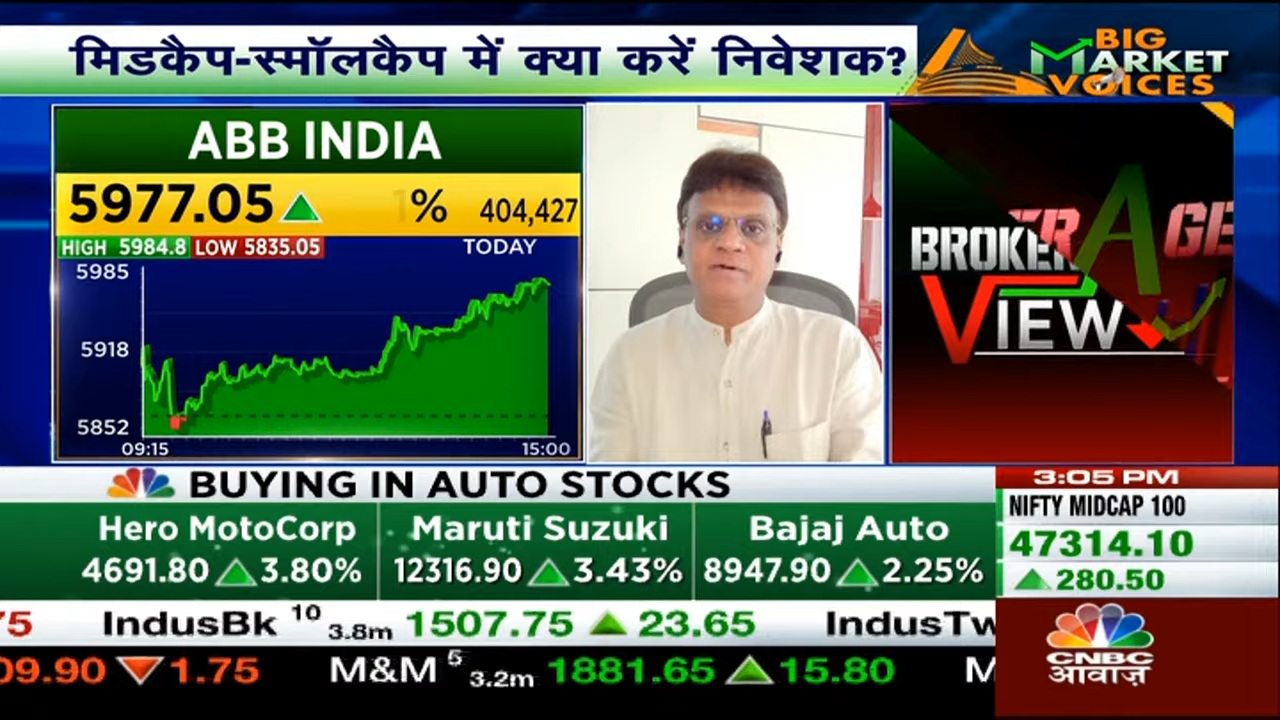 मिडकैप-स्मॉलकैप में क्या करें निवेशक?
BIG
MARKET
VOICES
ABB INDIA
5977.05 ▲ % 404,427
HIGH 5984.8 LOW 5835.05 TODAY
5985
5918
5852
09:15 15:00
BROKERAGE
VIEW
BUYING IN AUTO STOCKS
Hero MotoCorp
4691.80 ▲ 3.80%
Maruti Suzuki
12316.90 ▲ 3.43%
Bajaj Auto
8947.90 ▲ 2.25%
3:05 PM
NIFTY MIDCAP 100
47314.10
▲ 280.50
75 IndusBk 10 3.8m 1507.75 ▲ 23.65 IndusTw
09.90 ▼ 1.75 M&M 5 3.2m 1881.65 ▲ 15.80 M
CNBC
आवाज़